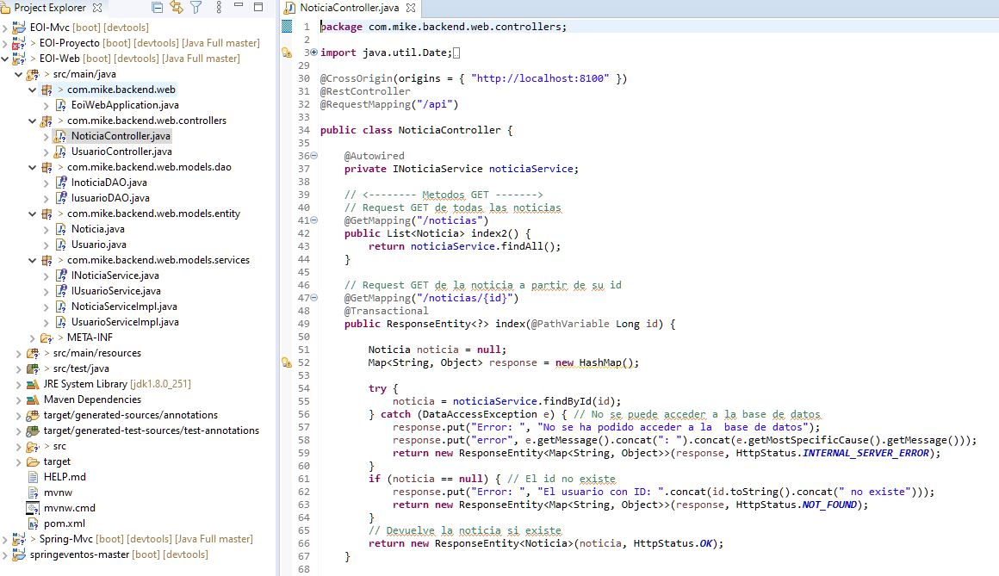 Project Explorer
EOI-Mvc [boot] [devtools]
> EOI-Proyecto [boot] [devtools] [Java Full master]
> EOI-Web [boot] [devtools] [Java Full master]
> src/main/java
> com.mike.backend.web
> EoiWebApplication.java
> com.mike.backend.web.controllers
> NoticiaController.java
> UsuarioController.java
> com.mike.backend.web.models.dao
> InoticiaDAO.java
> IusuarioDAO.java
> com.mike.backend.web.models.entity
> Noticia.java
> Usuario.java
> com.mike.backend.web.models.services
> INoticiaService.java
> IUsuarioService.java
> NoticiaServiceImpl.java
> UsuarioServiceImpl.java
> META-INF
> src/main/resources
> src/test/java
JRE System Library [jdk1.8.0_251]
Maven Dependencies
target/generated-sources/annotations
target/generated-test-sources/test-annotations
> src
target
HELP.md
mvnw
mvnw.cmd
pom.xml
> Spring-Mvc [boot] [devtools] [Java Full master]
springeventos-master [boot] [devtools]
NoticiaController.java
1 package com.mike.backend.web.controllers;
2
3 import java.util.Date;
29
30 @CrossOrigin(origins = { "http://localhost:8100" })
31 @RestController
32 @RequestMapping("/api")
33
34 public class NoticiaController {
35
36 @Autowired
37 private INoticiaService noticiaService;
38
39 // <-------- Metodos GET ------->
40 // Request GET de todas las noticias
41 @GetMapping("/noticias")
42 public List<Noticia> index2() {
43 return noticiaService.findAll();
44 }
45
46 // Request GET de la noticia a partir de su id
47 @GetMapping("/noticias/{id}")
48 @Transactional
49 public ResponseEntity<?> index(@PathVariable Long id) {
50
51 Noticia noticia = null;
52 Map<String, Object> response = new HashMap();
53
54 try {
55 noticia = noticiaService.findById(id);
56 } catch (DataAccessException e) { // No se puede acceder a la base de datos
57 response.put("Error: ", "No se ha podido acceder a la  base de datos");
58 response.put("error", e.getMessage().concat(": ").concat(e.getMostSpecificCause().getMessage()));
59 return new ResponseEntity<Map<String, Object>>(response, HttpStatus.INTERNAL_SERVER_ERROR);
60 }
61 if (noticia == null) { // El id no existe
62 response.put("Error: ", "El usuario con ID: ".concat(id.toString().concat(" no existe")));
63 return new ResponseEntity<Map<String, Object>>(response, HttpStatus.NOT_FOUND);
64 }
65 // Devuelve la noticia si existe
66 return new ResponseEntity<Noticia>(noticia, HttpStatus.OK);
67 }
68